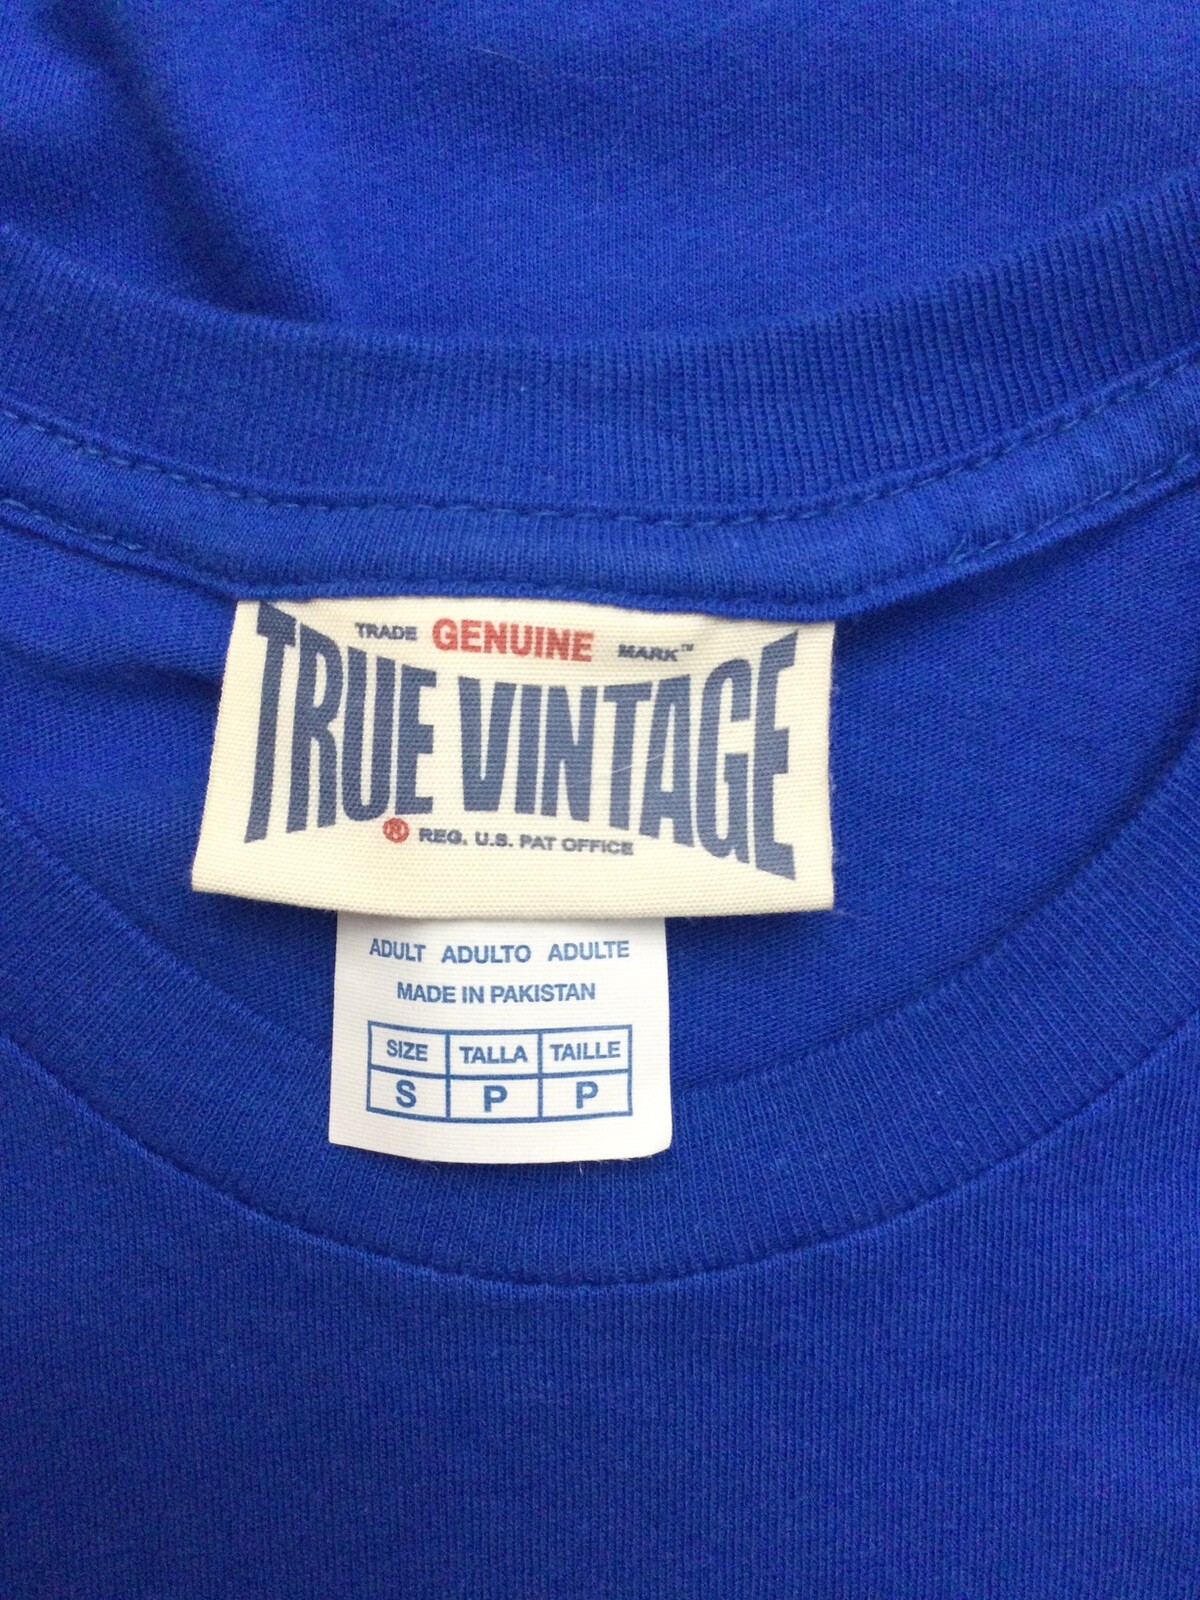 TRADE GENUINE MARK™
TRUE VINTAGE
® REG. U.S. PAT OFFICE
ADULT ADULTO ADULTE
MADE IN PAKISTAN
SIZE TALLA TAILLE
S P P